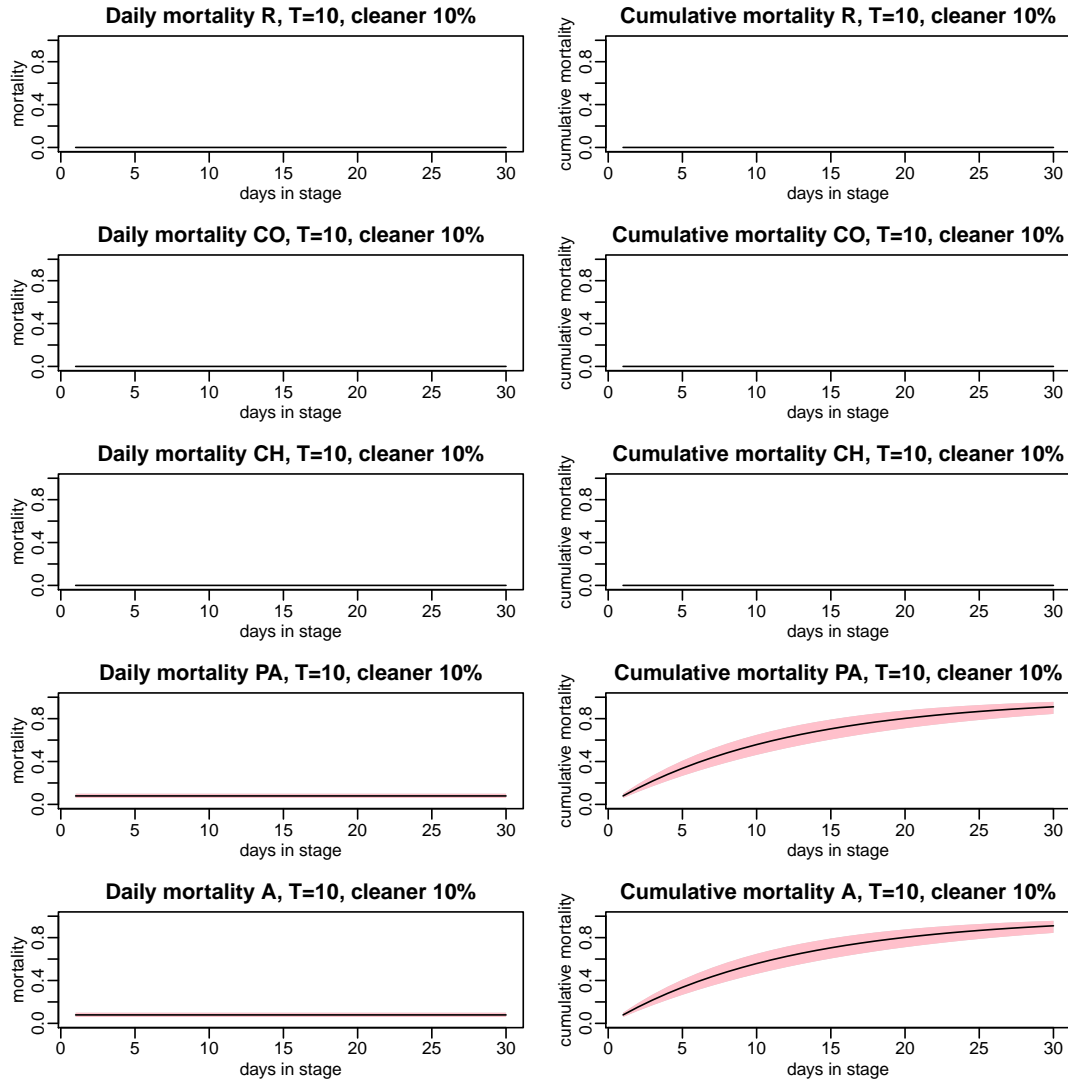 Daily mortality R, T=10, cleaner 10%
mortality
0.0 0.4 0.8
0 5 10 15 20 25 30
days in stage
Cumulative mortality R, T=10, cleaner 10%
cumulative mortality
0.0 0.4 0.8
0 5 10 15 20 25 30
days in stage
Daily mortality CO, T=10, cleaner 10%
mortality
0.0 0.4 0.8
0 5 10 15 20 25 30
days in stage
Cumulative mortality CO, T=10, cleaner 10%
cumulative mortality
0.0 0.4 0.8
0 5 10 15 20 25 30
days in stage
Daily mortality CH, T=10, cleaner 10%
mortality
0.0 0.4 0.8
0 5 10 15 20 25 30
days in stage
Cumulative mortality CH, T=10, cleaner 10%
cumulative mortality
0.0 0.4 0.8
0 5 10 15 20 25 30
days in stage
Daily mortality PA, T=10, cleaner 10%
mortality
0.0 0.4 0.8
0 5 10 15 20 25 30
days in stage
Cumulative mortality PA, T=10, cleaner 10%
cumulative mortality
0.0 0.4 0.8
0 5 10 15 20 25 30
days in stage
Daily mortality A, T=10, cleaner 10%
mortality
0.0 0.4 0.8
0 5 10 15 20 25 30
days in stage
Cumulative mortality A, T=10, cleaner 10%
cumulative mortality
0.0 0.4 0.8
0 5 10 15 20 25 30
days in stage